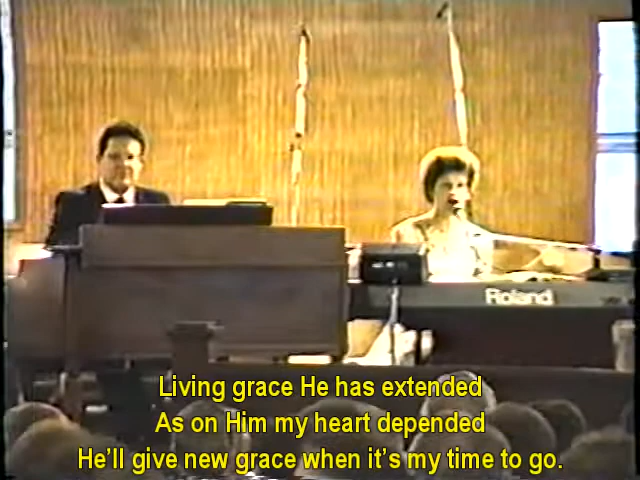 Roland
Living grace He has extended
As on Him my heart depended
He'll give new grace when it's my time to go.